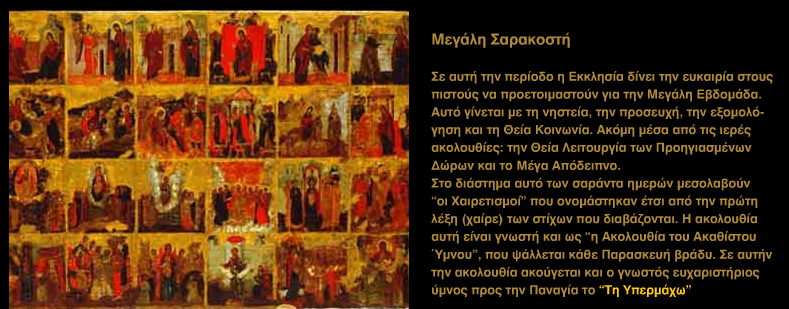 Μεγάλη Σαρακοστή
Σε αυτή την περίοδο η Εκκλησία δίνει την ευκαιρία στους
πιστούς να προετοιμαστούν για την Μεγάλη Εβδομάδα.
Αυτό γίνεται με τη νηστεία, την προσευχή, την εξομολό-
γηση και τη Θεία Κοινωνία. Ακόμη μέσα από τις ιερές
ακολουθίες: την Θεία Λειτουργία των Προηγιασμένων
Δώρων και το Μέγα Απόδειπνο.
Στο διάστημα αυτό των σαράντα ημερών μεσολαβούν
“οι Χαιρετισμοί” που ονομάστηκαν έτσι από την πρώτη
λέξη (χαίρε) των στίχων που διαβάζονται. Η ακολουθία
αυτή είναι γνωστή και ως “η Ακολουθία του Ακαθίστου
Ύμνου”, που ψάλλεται κάθε Παρασκευή βράδυ. Σε αυτήν
την ακολουθία ακούγεται και ο γνωστός ευχαριστήριος
ύμνος προς την Παναγία το “Τη Υπερμάχω”